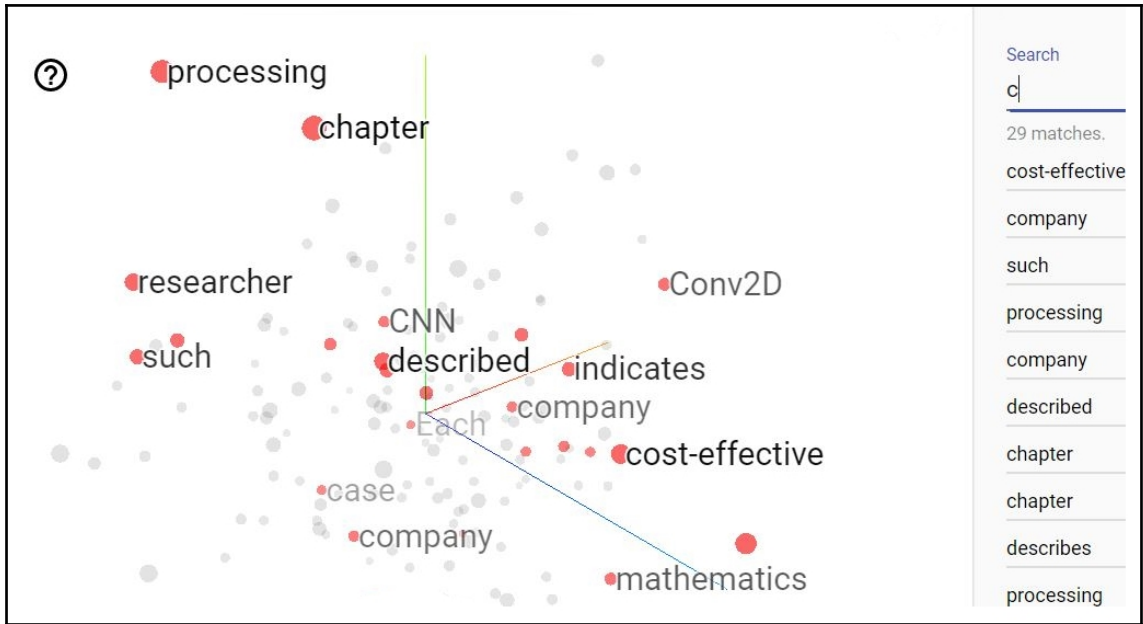 ?
processing
chapter
researcher
Conv2D
CNN
such
described
indicates
company
Each
cost-effective
case
company
mathematics
Search
c
29 matches.
cost-effective
company
such
processing
company
described
chapter
chapter
describes
processing